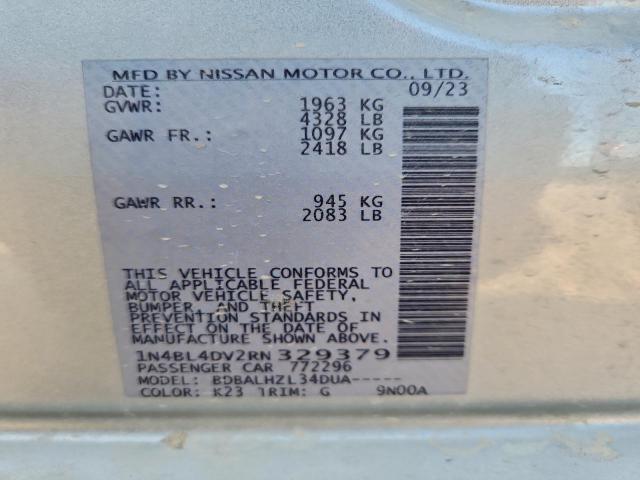 MFD BY NISSAN MOTOR CO., LTD.
DATE: 09/23
GVWR: 1963 KG
4328 LB
GAWR FR.: 1097 KG
2418 LB
GAWR RR.: 945 KG
2083 LB
THIS VEHICLE CONFORMS TO
ALL APPLICABLE FEDERAL
MOTOR VEHICLE SAFETY,
BUMPER, AND THEFT
PREVENTION STANDARDS IN
EFFECT ON THE DATE OF
MANUFACTURE SHOWN ABOVE.
1N4BL4DV2RN329379
PASSENGER CAR 772296
MODEL: BDBALHZL34DUA-----
COLOR: K23 TRIM: G 9N00A